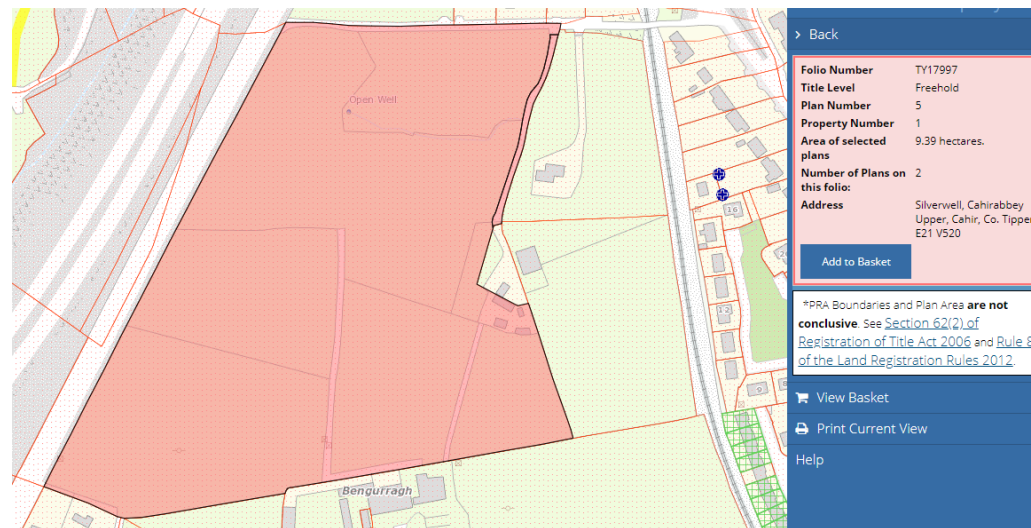 Back
Folio Number TY17997
Title Level Freehold
Plan Number 5
Property Number 1
Area of selected 9.39 hectares.
plans
Number of Plans on 2
this folio:
Address Silverwell, Cahirabbey
Upper, Cahir, Co. Tipper
E21 V520
Add to Basket
*PRA Boundaries and Plan Area are not
conclusive. See Section 62(2) of
Registration of Title Act 2006 and Rule 8
of the Land Registration Rules 2012.
View Basket
Print Current View
Help
Open Well
16
1-2
9
8
Bengurragh